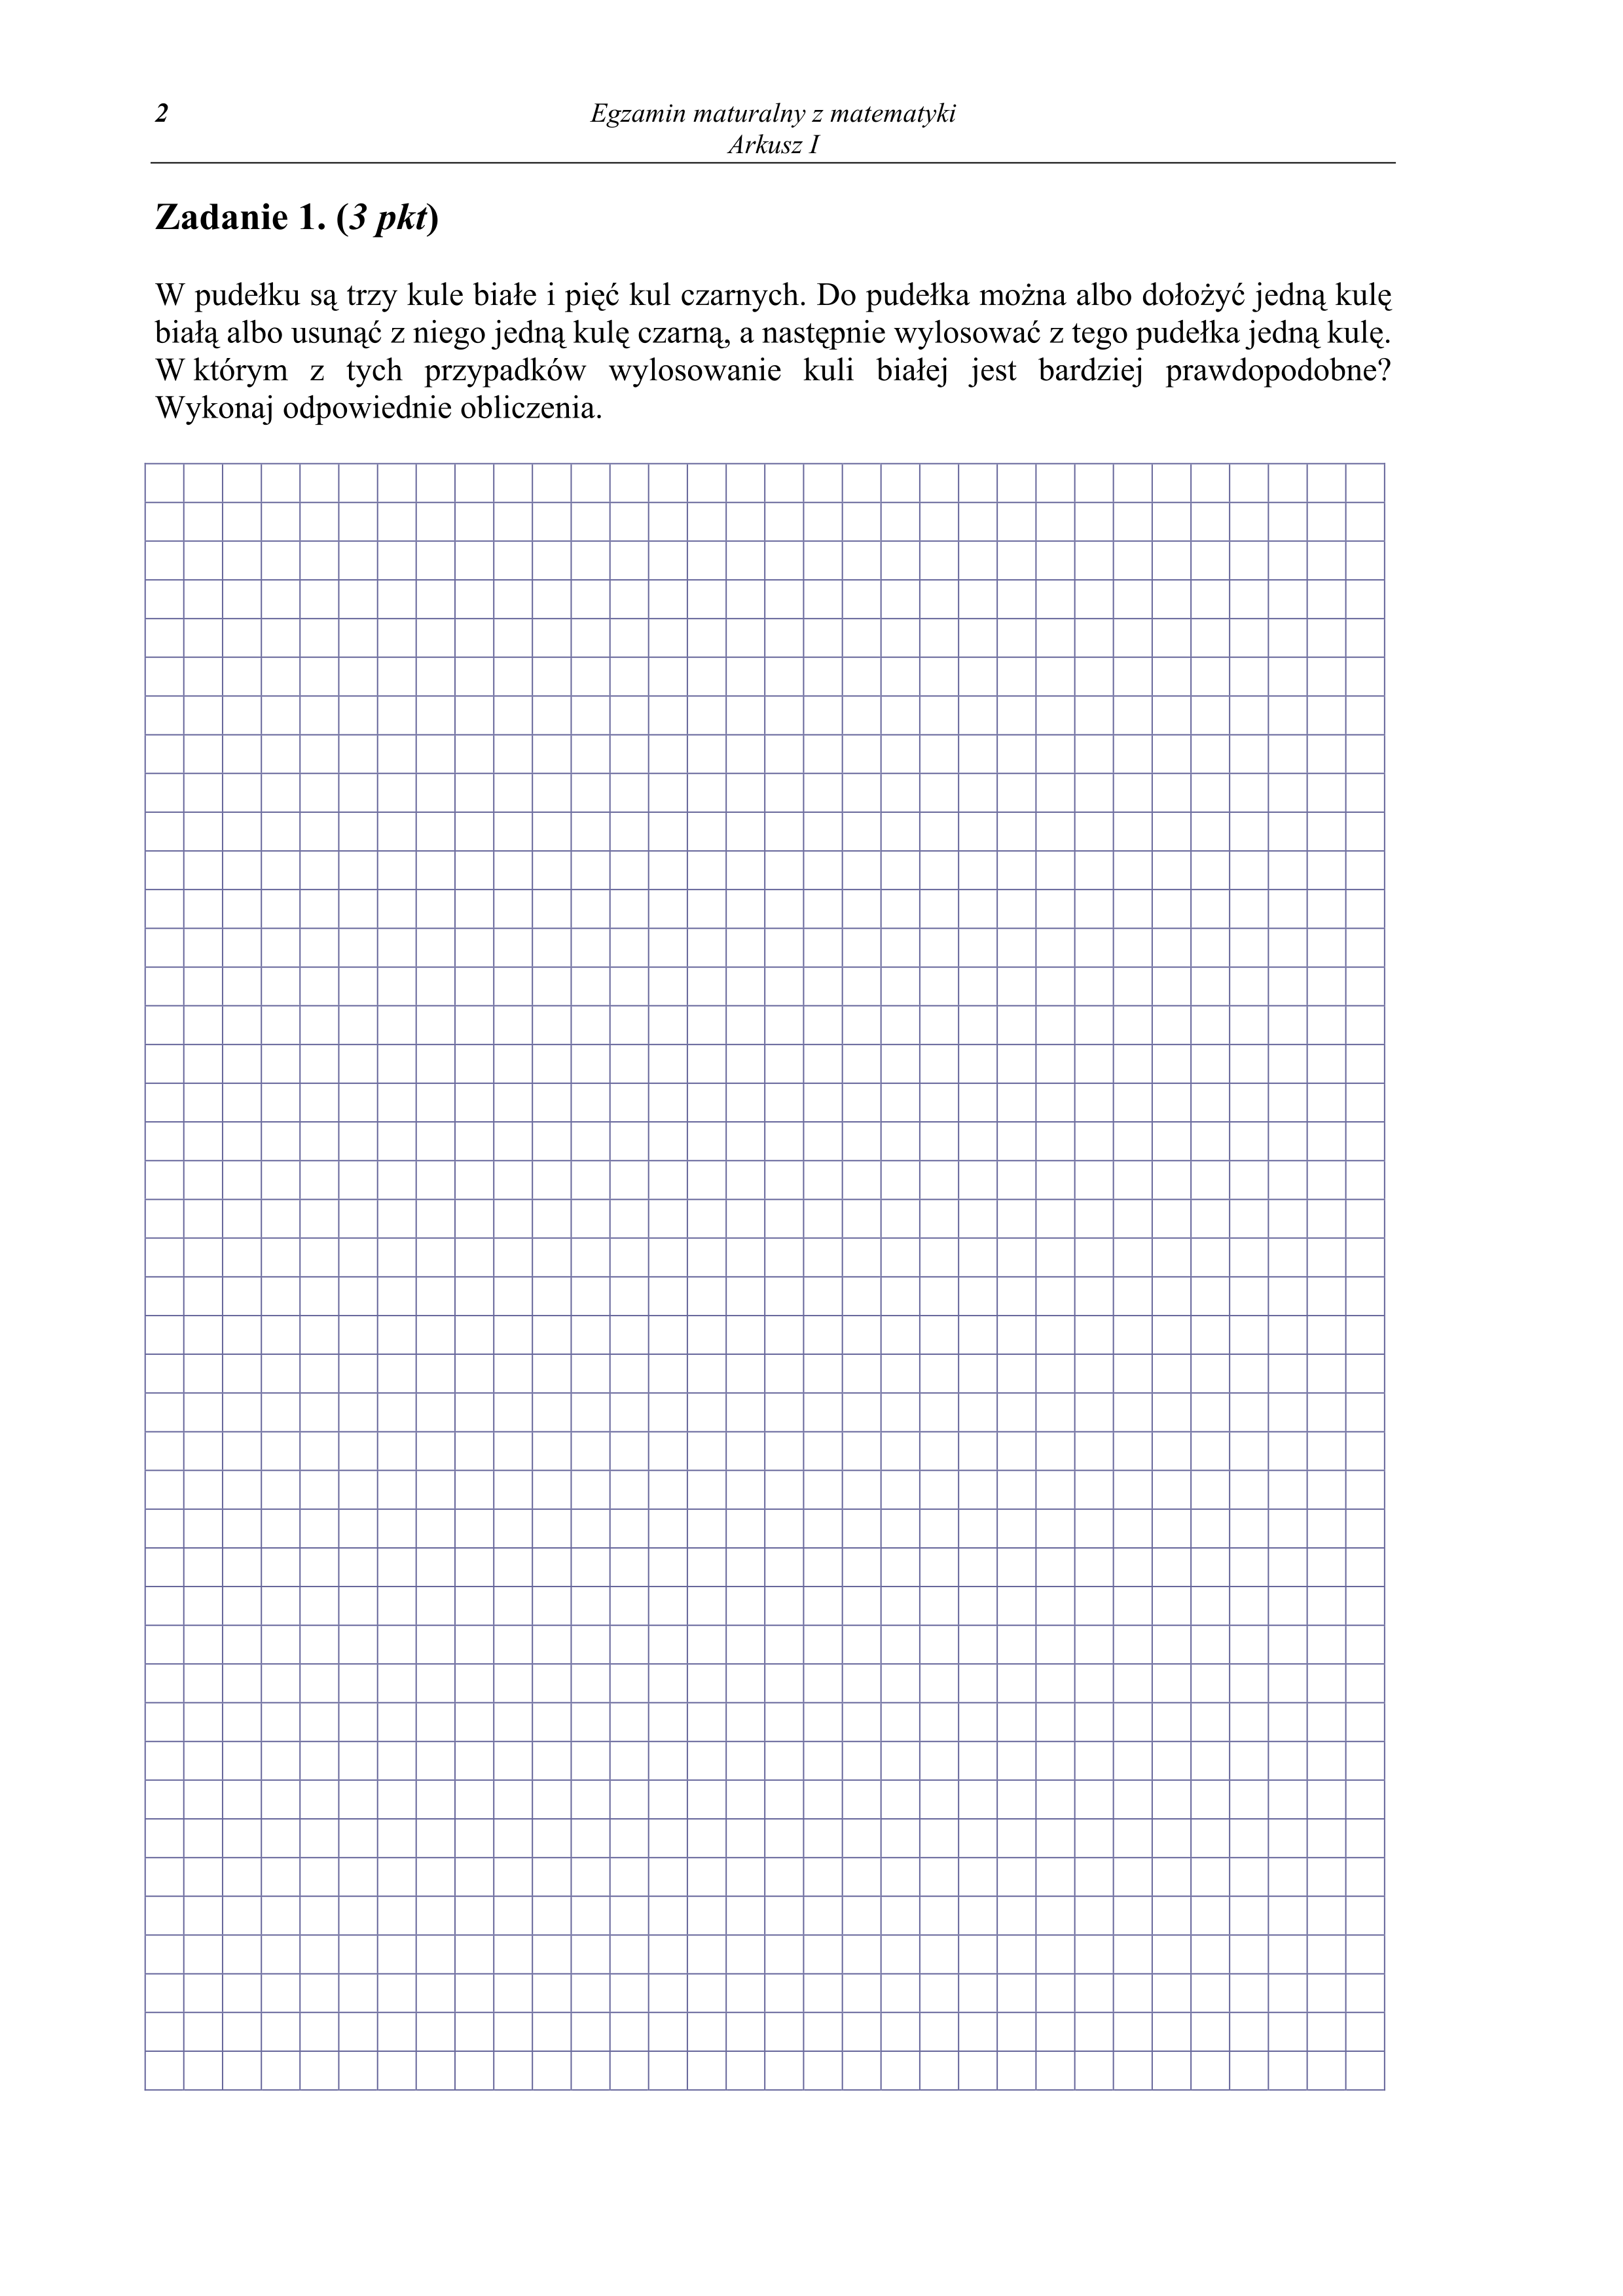 2
Egzamin maturalny z matematyki
Arkusz I
Zadanie 1. (3 pkt)
W pudełku są trzy kule białe i pięć kul czarnych. Do pudełka można albo dołożyć jedną kulę
białą albo usunąć z niego jedną kulę czarną, a następnie wylosować z tego pudełka jedną kulę.
W którym z tych przypadków wylosowanie kuli białej jest bardziej prawdopodobne?
Wykonaj odpowiednie obliczenia.